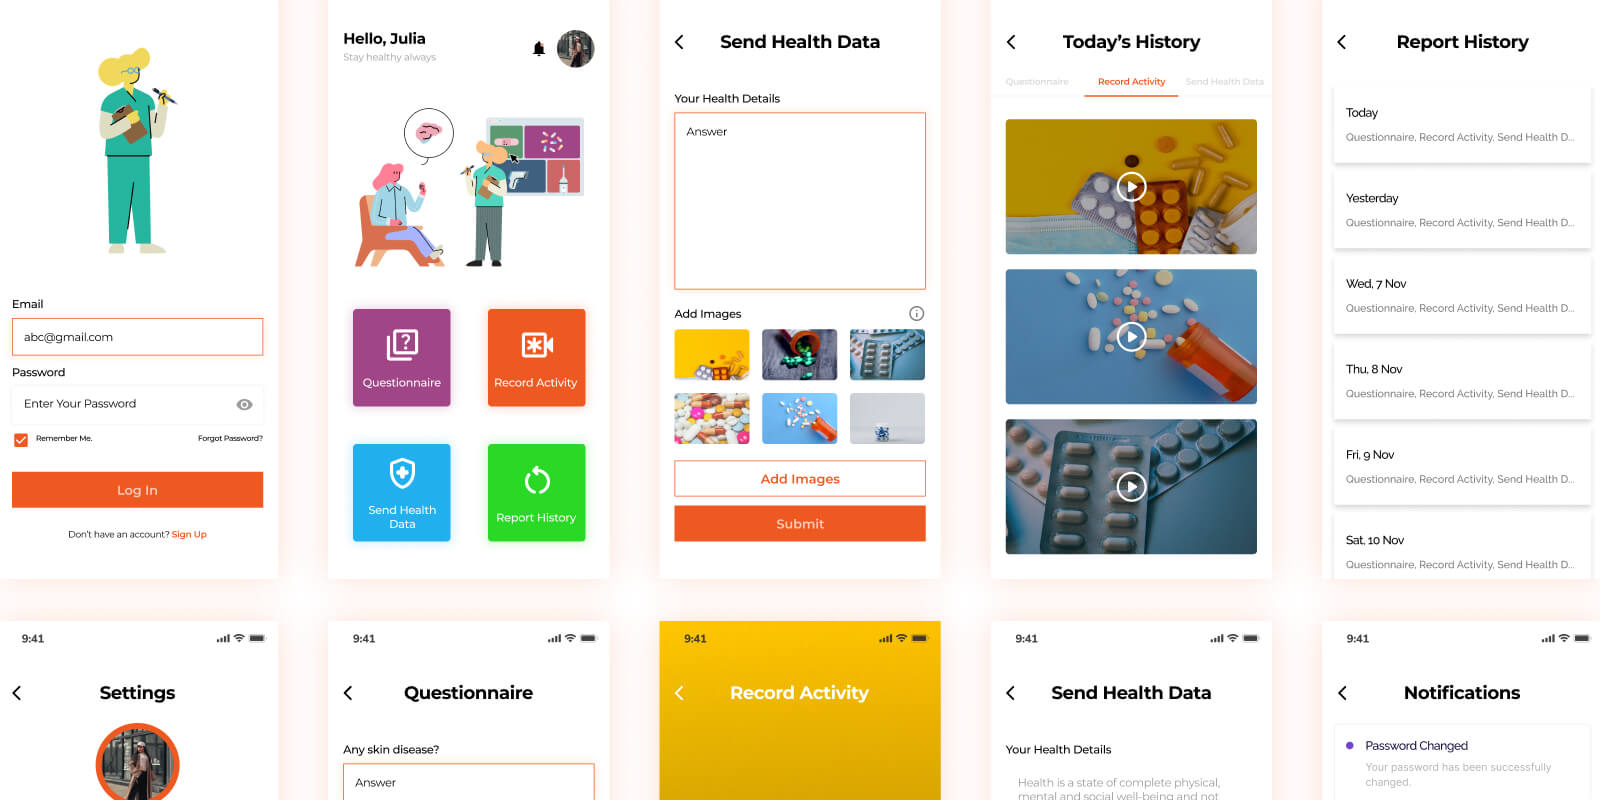 Email
abc@gmail.com
Password
Enter Your Password
Remember Me.
Forgot Password?
Log In
Don't have an account? Sign Up
Hello, Julia
Stay healthy always
Questionnaire
Record Activity
Send Health
Data
Report History
Send Health Data
Your Health Details
Answer
Add Images
Add Images
Submit
Today's History
Questionnaire
Record Activity
Send Health Data
Report History
Today
Questionnaire, Record Activity, Send Health D...
Yesterday
Questionnaire, Record Activity, Send Health D...
Wed, 7 Nov
Questionnaire, Record Activity, Send Health D...
Thu, 8 Nov
Questionnaire, Record Activity, Send Health D...
Fri, 9 Nov
Questionnaire, Record Activity, Send Health D...
Sat, 10 Nov
Questionnaire, Record Activity, Send Health D...
9:41
Settings
9:41
Questionnaire
Any skin disease?
Answer
9:41
Record Activity
9:41
Send Health Data
Your Health Details
Health is a state of complete physical,
mental and social well-being and not
9:41
Notifications
Password Changed
Your password has been successfully
changed.